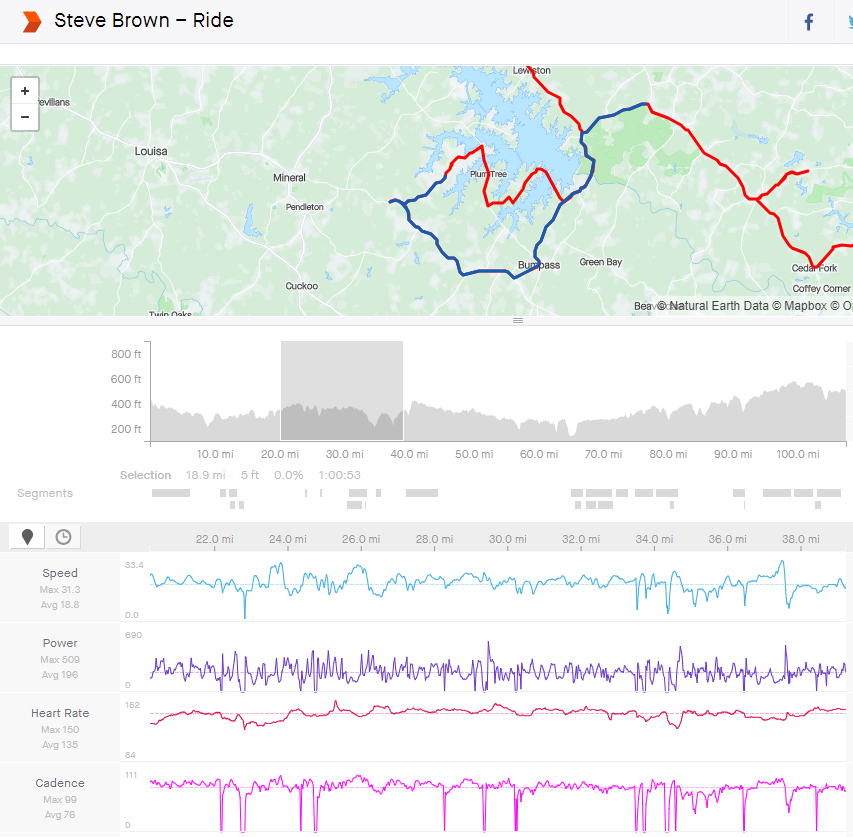 Steve Brown – Ride
+
−
Lewiston
revilians
Louisa
Plum Tree
Mineral
Pendleton
Bumpass
Green Bay
Cedar Fork
Cuckoo
Coffey Corner
Twin Oaks
Beav
© Natural Earth Data © Mapbox © O
800 ft
600 ft
400 ft
200 ft
10.0 mi 20.0 mi 30.0 mi 40.0 mi 50.0 mi 60.0 mi 70.0 mi 80.0 mi 90.0 mi 100.0 mi
Selection 18.9 mi 5 ft 0.0% 1:00:53
Segments
22.0 mi 24.0 mi 26.0 mi 28.0 mi 30.0 mi 32.0 mi 34.0 mi 36.0 mi 38.0 mi
Speed
Max 31.3
Avg 18.8
33.4
0.0
Power
Max 509
Avg 196
690
0
Heart Rate
Max 150
Avg 135
152
84
Cadence
Max 99
Avg 76
111
0